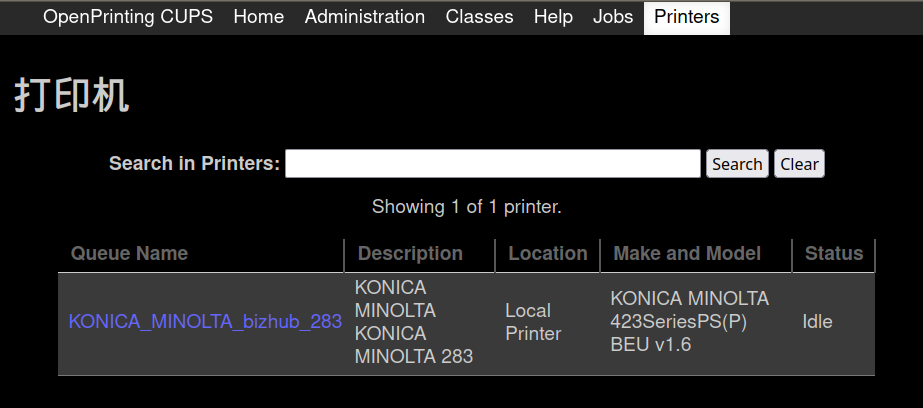 OpenPrinting CUPS Home Administration Classes Help Jobs Printers
打印机
Search in Printers: Search Clear
Showing 1 of 1 printer.
Queue Name Description Location Make and Model Status
KONICA_MINOLTA_bizhub_283
KONICA
MINOLTA
KONICA
MINOLTA 283
Local
Printer
KONICA MINOLTA
423SeriesPS(P)
BEU v1.6
Idle